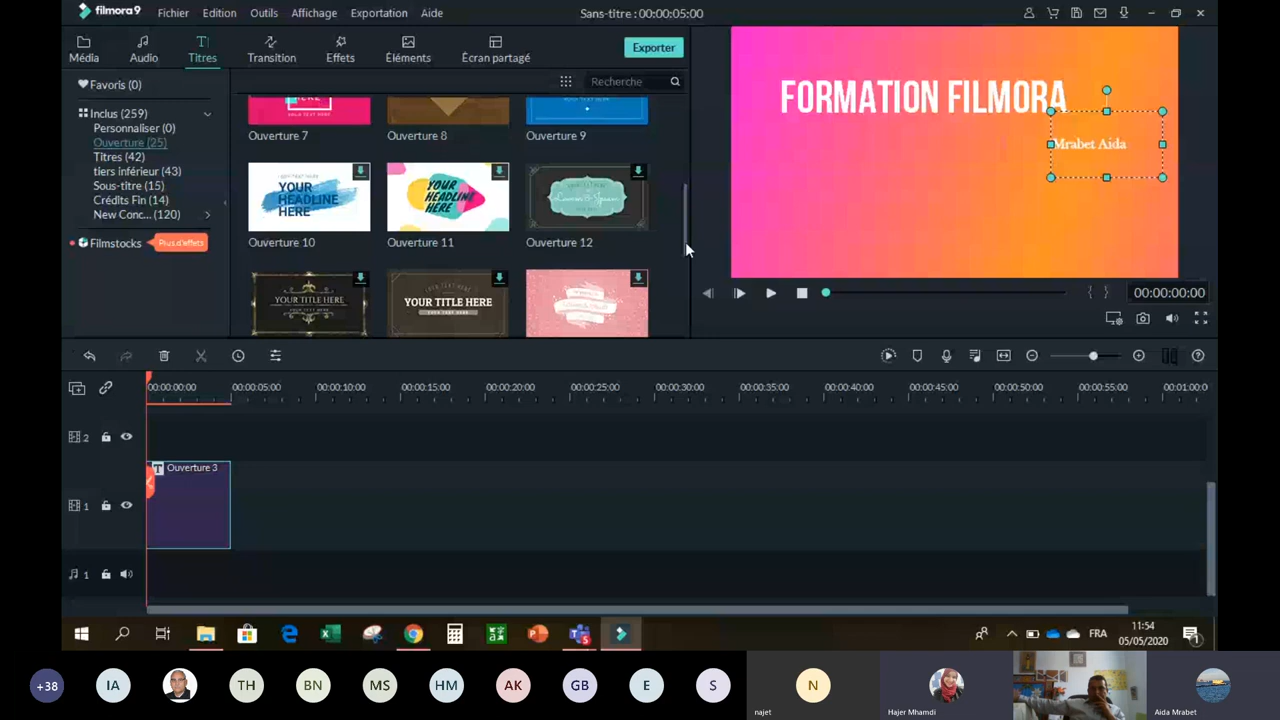 filmora9 Fichier Edition Outils Affichage Exportation Aide Sans-titre : 00:00:05:00
Média Audio Titres Transition Effets Éléments Écran partagé Exporter
Favoris (0)
Recherche
Inclus (259)
Personnaliser (0)
Ouverture (25)
Titres (42)
tiers inférieur (43)
Sous-titre (15)
Crédits Fin (14)
New Conc... (120)
Filmstocks Plus d'effets
HERE
Ouverture 7 Ouverture 8 Ouverture 9
YOUR HEADLINE HERE
YOUR HEADLINE HERE
Ouverture 10 Ouverture 11 Ouverture 12
YOUR TITLE HERE
YOUR TITLE HERE
FORMATION FILMORA
Mrabet Aida
00:00:00:00
00:00:00:00 00:00:05:00 00:00:10:00 00:00:15:00 00:00:20:00 00:00:25:00 00:00:30:00 00:00:35:00 00:00:40:00 00:00:45:00 00:00:50:00 00:00:55:00 00:01:00:0
2
T Ouverture 3
1
1
FRA
11:54
05/05/2020
1
+38 IA TH BN MS HM AK GB E S N
najet Hajer Mhamdi Aida Mrabet